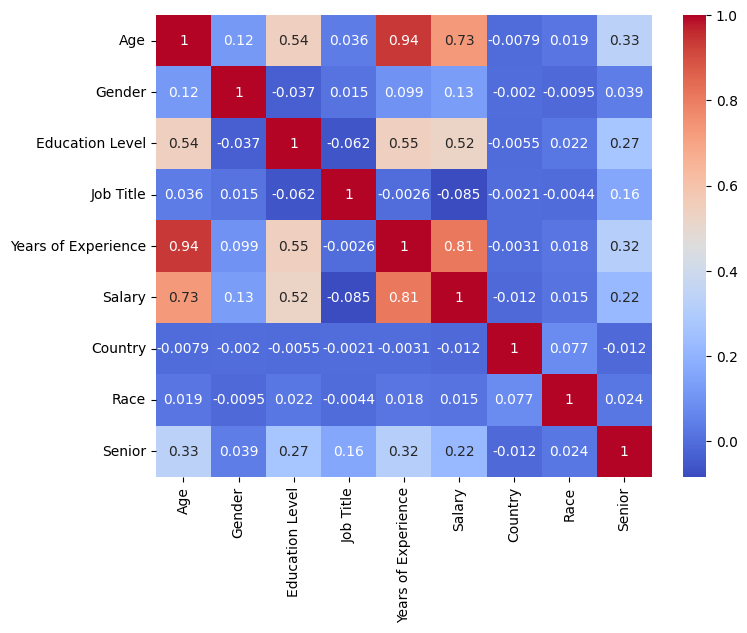 Age 1 0.12 0.54 0.036 0.94 0.73 -0.0079 0.019 0.33
Gender 0.12 1 -0.037 0.015 0.099 0.13 -0.002 -0.0095 0.039
Education Level 0.54 -0.037 1 -0.062 0.55 0.52 -0.0055 0.022 0.27
Job Title 0.036 0.015 -0.062 1 -0.0026 -0.085 -0.0021 -0.0044 0.16
Years of Experience 0.94 0.099 0.55 -0.0026 1 0.81 -0.0031 0.018 0.32
Salary 0.73 0.13 0.52 -0.085 0.81 1 -0.012 0.015 0.22
Country -0.0079 -0.002 -0.0055 -0.0021 -0.0031 -0.012 1 0.077 -0.012
Race 0.019 -0.0095 0.022 -0.0044 0.018 0.015 0.077 1 0.024
Senior 0.33 0.039 0.27 0.16 0.32 0.22 -0.012 0.024 1
Age
Gender
Education Level
Job Title
Years of Experience
Salary
Country
Race
Senior
1.0
0.8
0.6
0.4
0.2
0.0